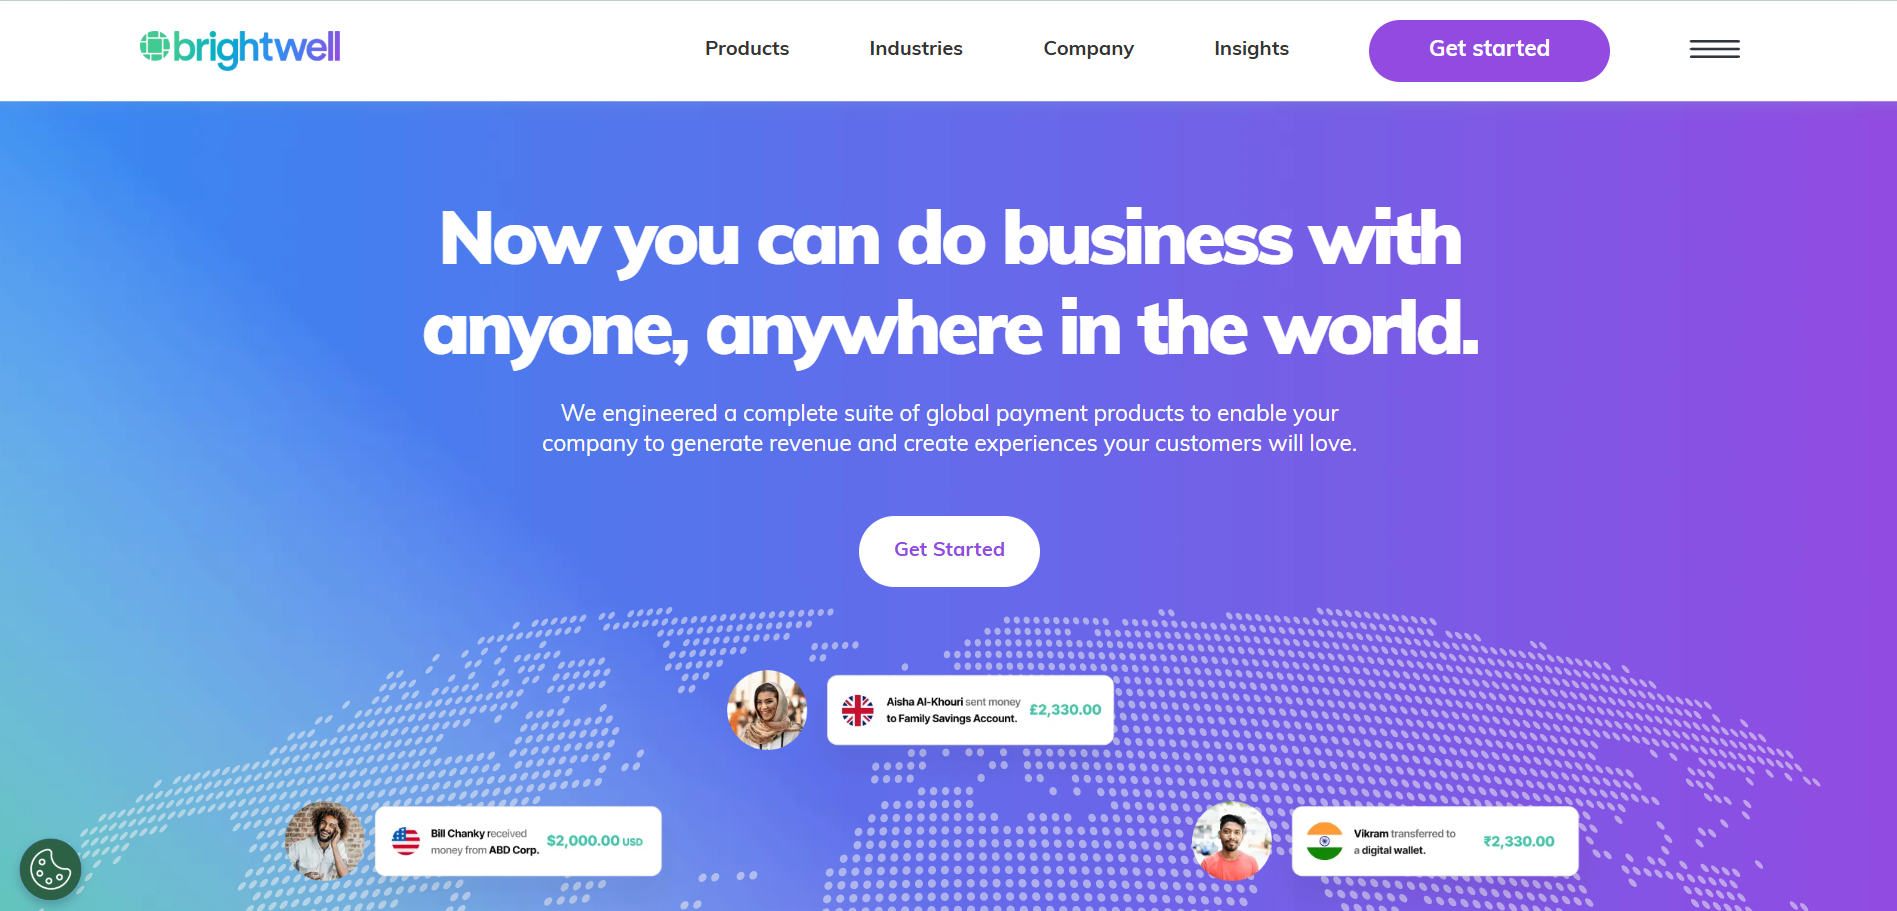 brightwell
Products
Industries
Company
Insights
Get started
Now you can do business with
anyone, anywhere in the world.
We engineered a complete suite of global payment products to enable your
company to generate revenue and create experiences your customers will love.
Get Started
Aisha Al-Khouri sent money
to Family Savings Account.
£2,330.00
Bill Chanky received
money from ABD Corp.
$2,000.00 USD
Vikram transferred to
a digital wallet.
₹2,330.00